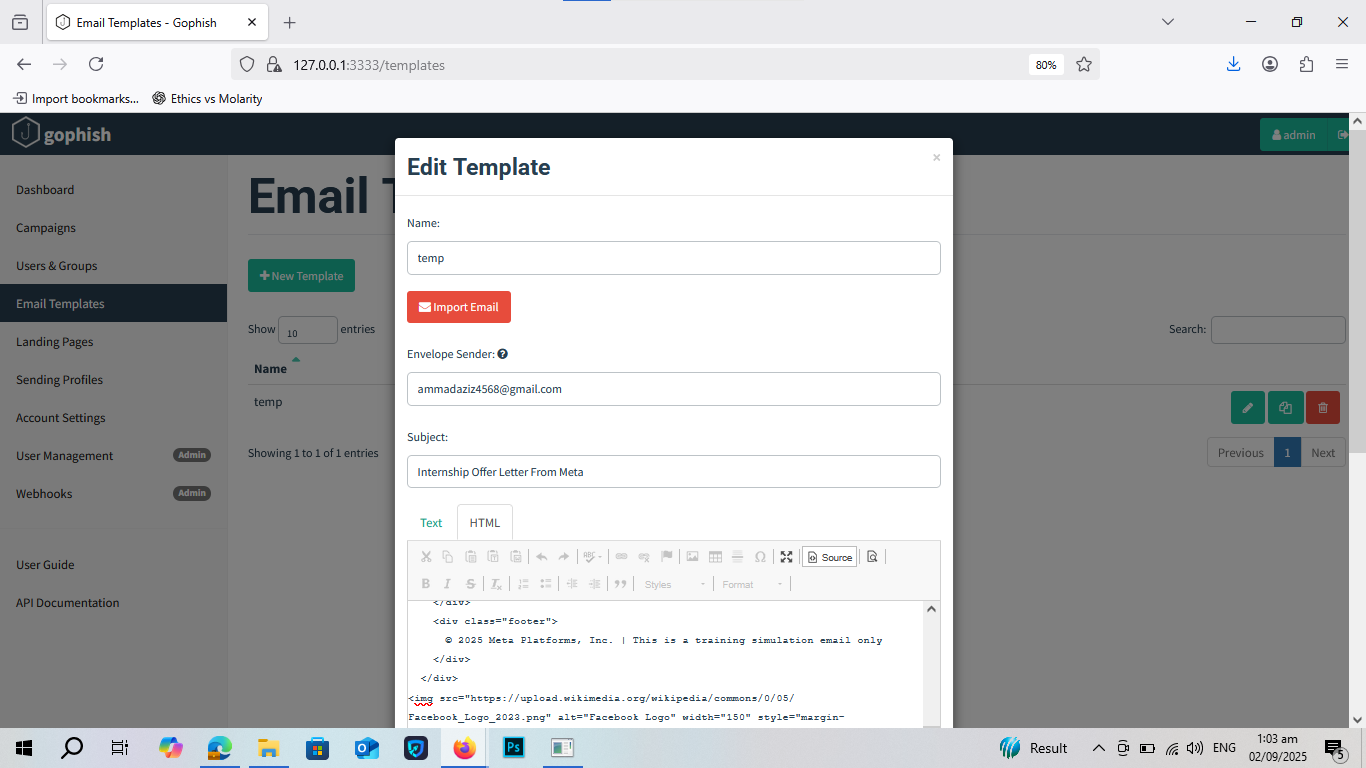 Email Templates - Gophish
127.0.0.1:3333/templates
80%
Import bookmarks...
Ethics vs Molarity
gophish
admin
Edit Template
×
Dashboard
Campaigns
Users & Groups
Email Templates
Landing Pages
Sending Profiles
Account Settings
User Management Admin
Webhooks Admin
User Guide
API Documentation
Email T
New Template
Show 10 entries
Search:
Name
temp
Showing 1 to 1 of 1 entries
Previous 1 Next
Name:
temp
Import Email
Envelope Sender:
ammadaziz4568@gmail.com
Subject:
Internship Offer Letter From Meta
Text HTML
Source
B I S Styles Format
</div>
<div class="footer">
© 2025 Meta Platforms, Inc. | This is a training simulation email only
</div>
</div>
<img src="https://upload.wikimedia.org/wikipedia/commons/0/05/
Facebook_Logo_2023.png" alt="Facebook Logo" width="150" style="margin-
Result
ENG
1:03 am
02/09/2025
5